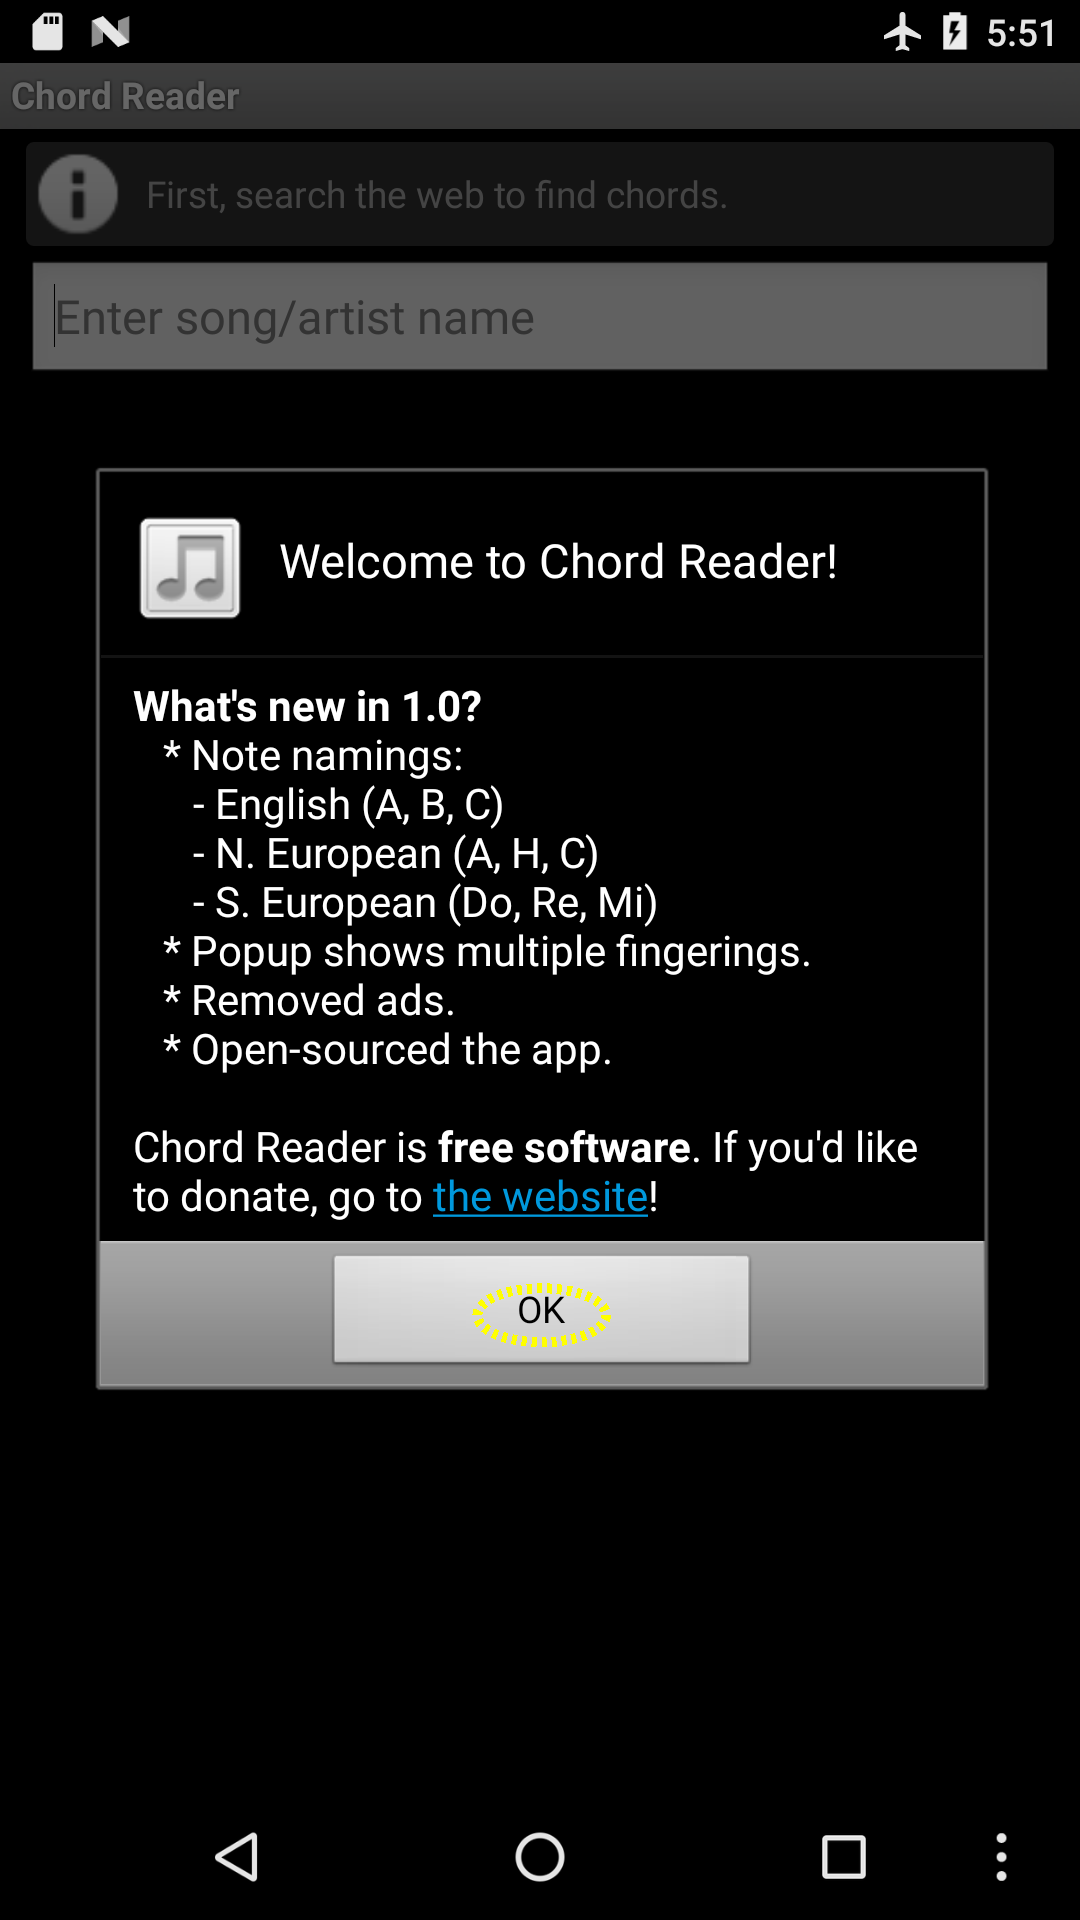 5:51
Chord Reader
First, search the web to find chords.
Enter song/artist name
Welcome to Chord Reader!
What's new in 1.0?
* Note namings:
- English (A, B, C)
- N. European (A, H, C)
- S. European (Do, Re, Mi)
* Popup shows multiple fingerings.
* Removed ads.
* Open-sourced the app.
Chord Reader is free software. If you'd like
to donate, go to the website!
OK